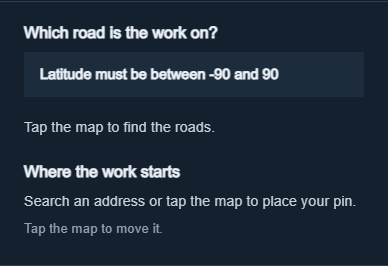 Which road is the work on?
Latitude must be between -90 and 90
Tap the map to find the roads.
Where the work starts
Search an address or tap the map to place your pin.
Tap the map to move it.